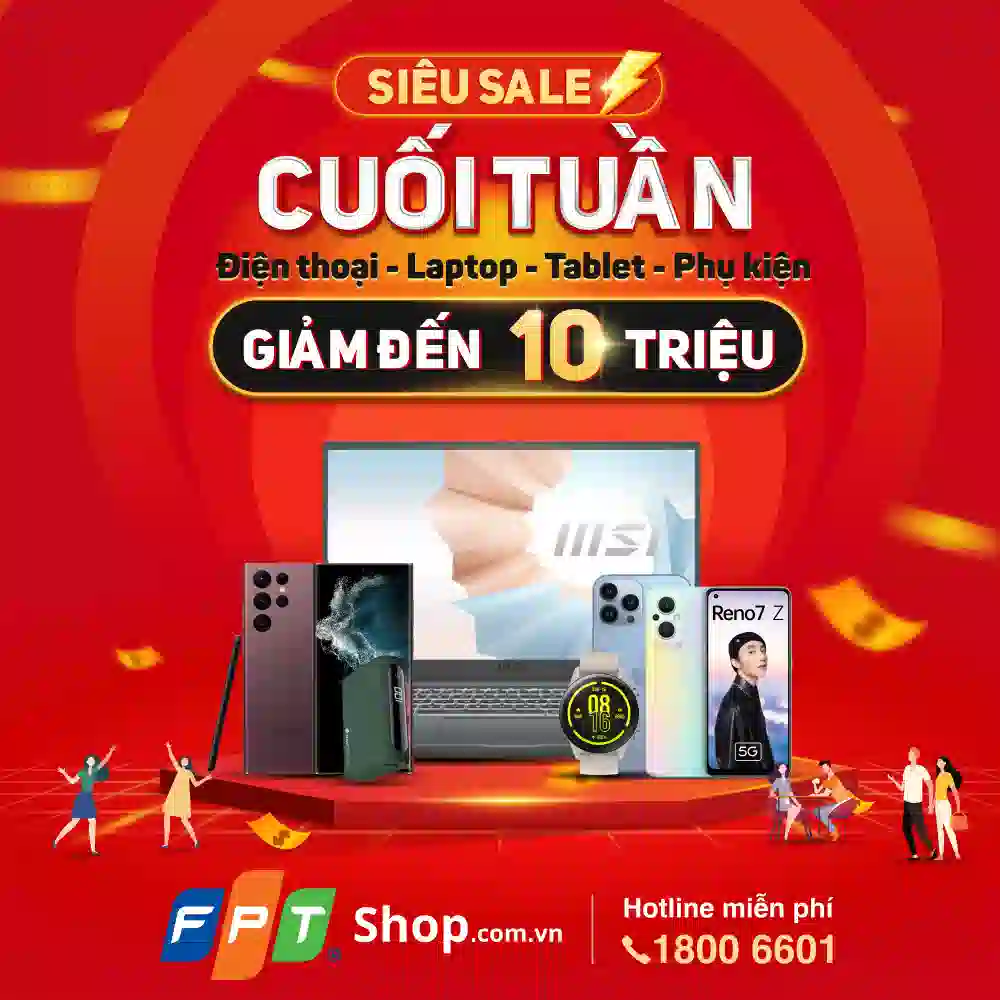 SIÊU SALE
CUỐI TUẦN
Điện thoại - Laptop - Tablet - Phụ kiện
GIẢM ĐẾN 10 TRIỆU
msi
Reno7 Z
08
16
5G
FPT Shop.com.vn
Hotline miễn phí
1800 6601